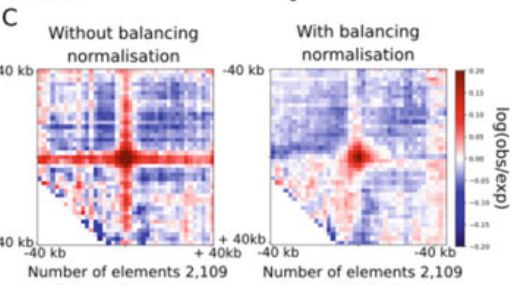 C
Without balancing
normalisation
With balancing
normalisation
40 kb
-40 kb
0.20
0.15
0.10
0.05
0.00
-0.05
-0.10
-0.15
-0.20
log(obs/exp)
40 kb
-40 kb
+ 40kb
+ 40kb
-40 kb
-40 kb
Number of elements 2,109
Number of elements 2,109